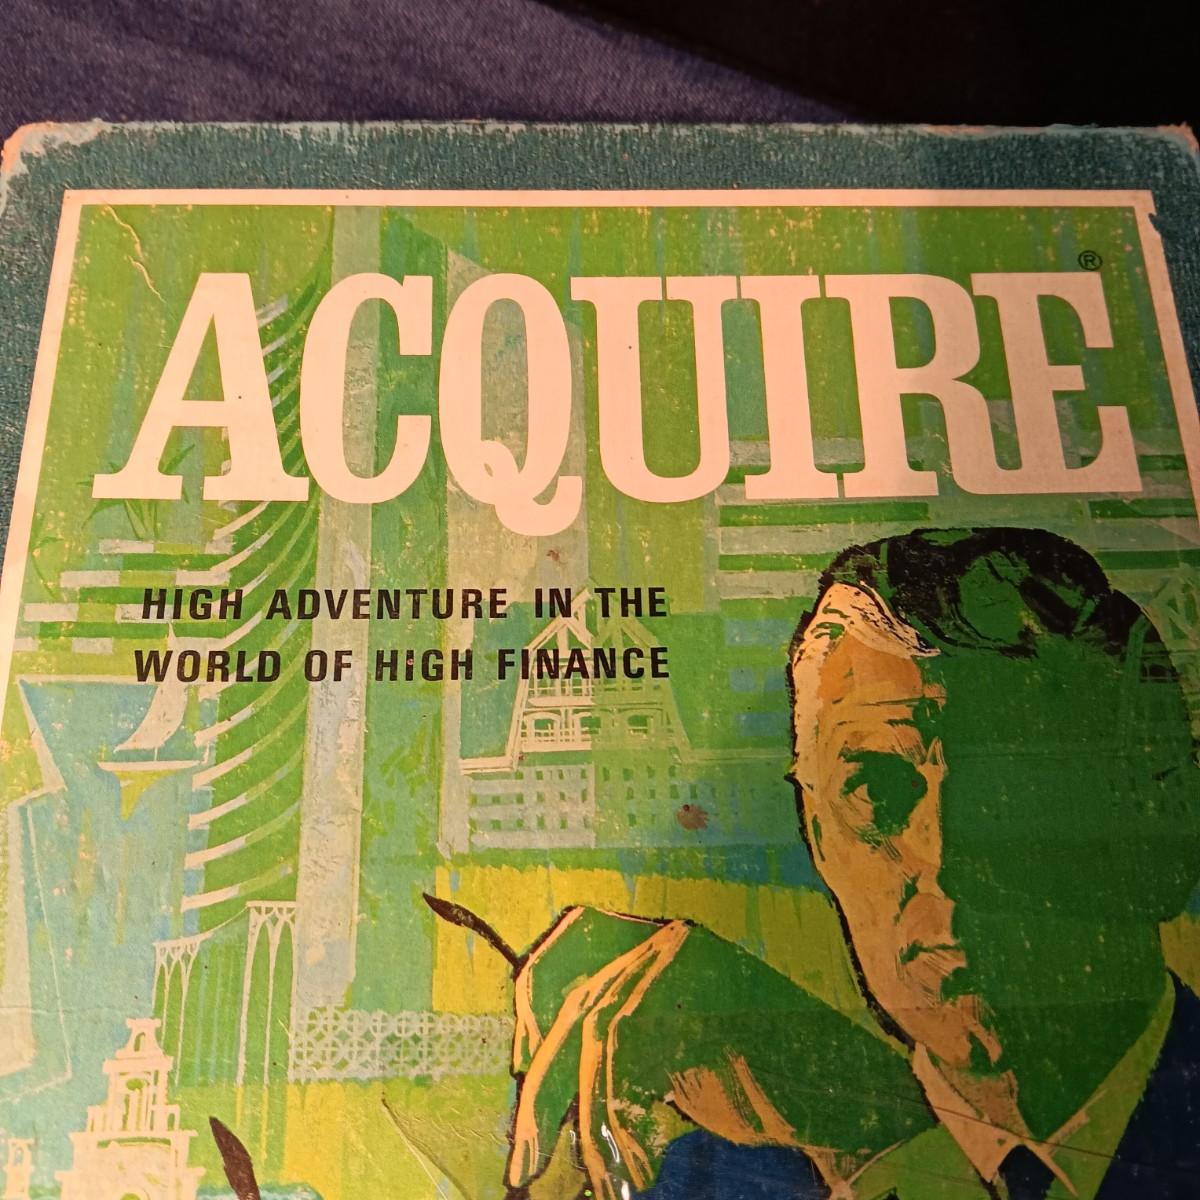 ACQUIRE®
HIGH ADVENTURE IN THE
WORLD OF HIGH FINANCE